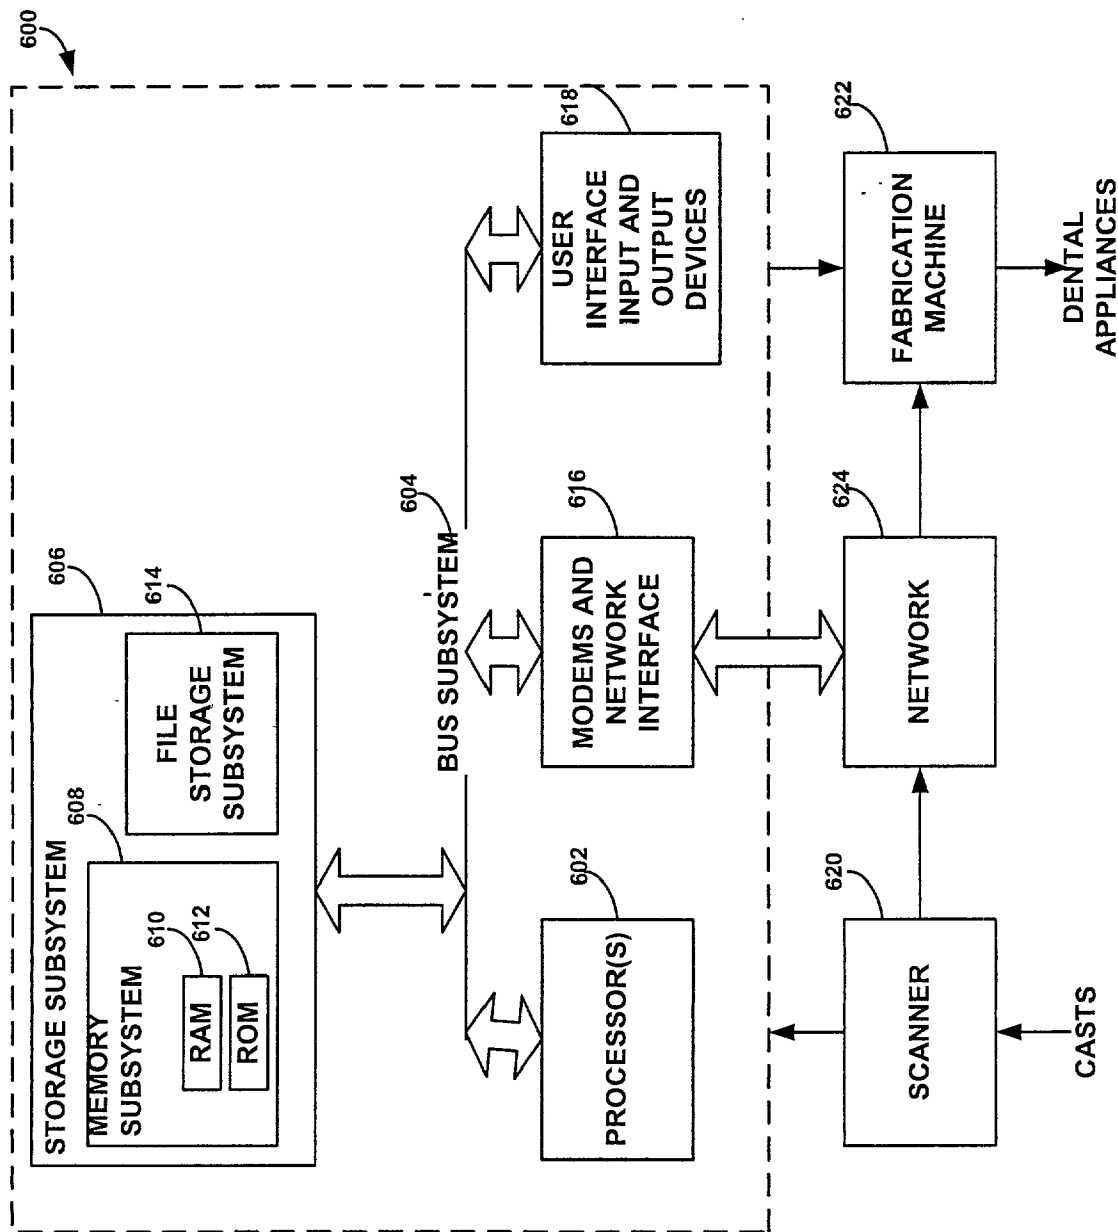 600
606
STORAGE SUBSYSTEM
608
MEMORY
SUBSYSTEM
610
RAM
612
ROM
614
FILE
STORAGE
SUBSYSTEM
604
BUS SUBSYSTEM
602
PROCESSOR(S)
616
MODEMS AND
NETWORK
INTERFACE
618
USER
INTERFACE
INPUT AND
OUTPUT
DEVICES
620
SCANNER
624
NETWORK
622
FABRICATION
MACHINE
CASTS
DENTAL
APPLIANCES